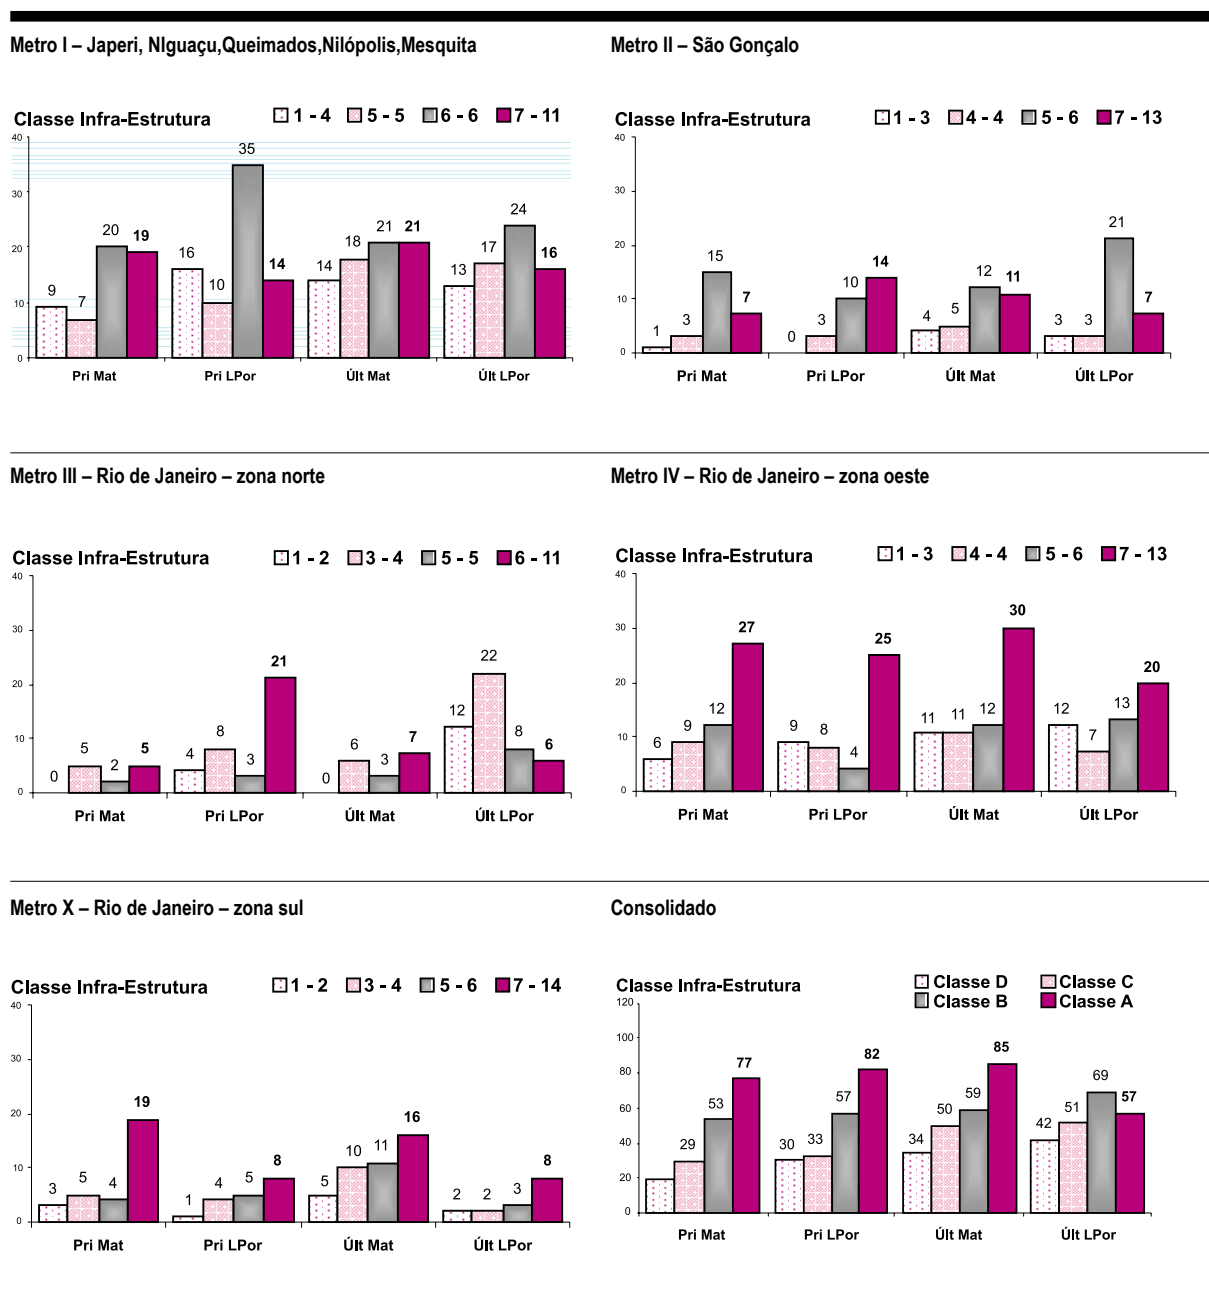 Metro I – Japeri, NIguaçu,Queimados,Nilópolis,Mesquita
Classe Infra-Estrutura
1 - 4 5 - 5 6 - 6 7 - 11
40
30
20
10
0
9 7 20 19
16 10 35 14
14 18 21 21
13 17 24 16
Pri Mat Pri LPor Últ Mat Últ LPor
Metro II – São Gonçalo
Classe Infra-Estrutura
1 - 3 4 - 4 5 - 6 7 - 13
40
30
20
10
0
1 3 15 7
0 3 10 14
4 5 12 11
3 3 21 7
Pri Mat Pri LPor Últ Mat Últ LPor
Metro III – Rio de Janeiro – zona norte
Classe Infra-Estrutura
1 - 2 3 - 4 5 - 5 6 - 11
40
30
20
10
0
0 5 2 5
4 8 3 21
0 6 3 7
12 22 8 6
Pri Mat Pri LPor Últ Mat Últ LPor
Metro IV – Rio de Janeiro – zona oeste
Classe Infra-Estrutura
1 - 3 4 - 4 5 - 6 7 - 13
40
30
20
10
0
6 9 12 27
9 8 4 25
11 11 12 30
12 7 13 20
Pri Mat Pri LPor Últ Mat Últ LPor
Metro X – Rio de Janeiro – zona sul
Classe Infra-Estrutura
1 - 2 3 - 4 5 - 6 7 - 14
40
30
20
10
0
3 5 4 19
1 4 5 8
5 10 11 16
2 2 3 8
Pri Mat Pri LPor Últ Mat Últ LPor
Consolidado
Classe Infra-Estrutura
Classe D Classe C
Classe B Classe A
120
100
80
60
40
20
0
29 53 77
30 33 57 82
34 50 59 85
42 51 69 57
Pri Mat Pri LPor Últ Mat Últ LPor